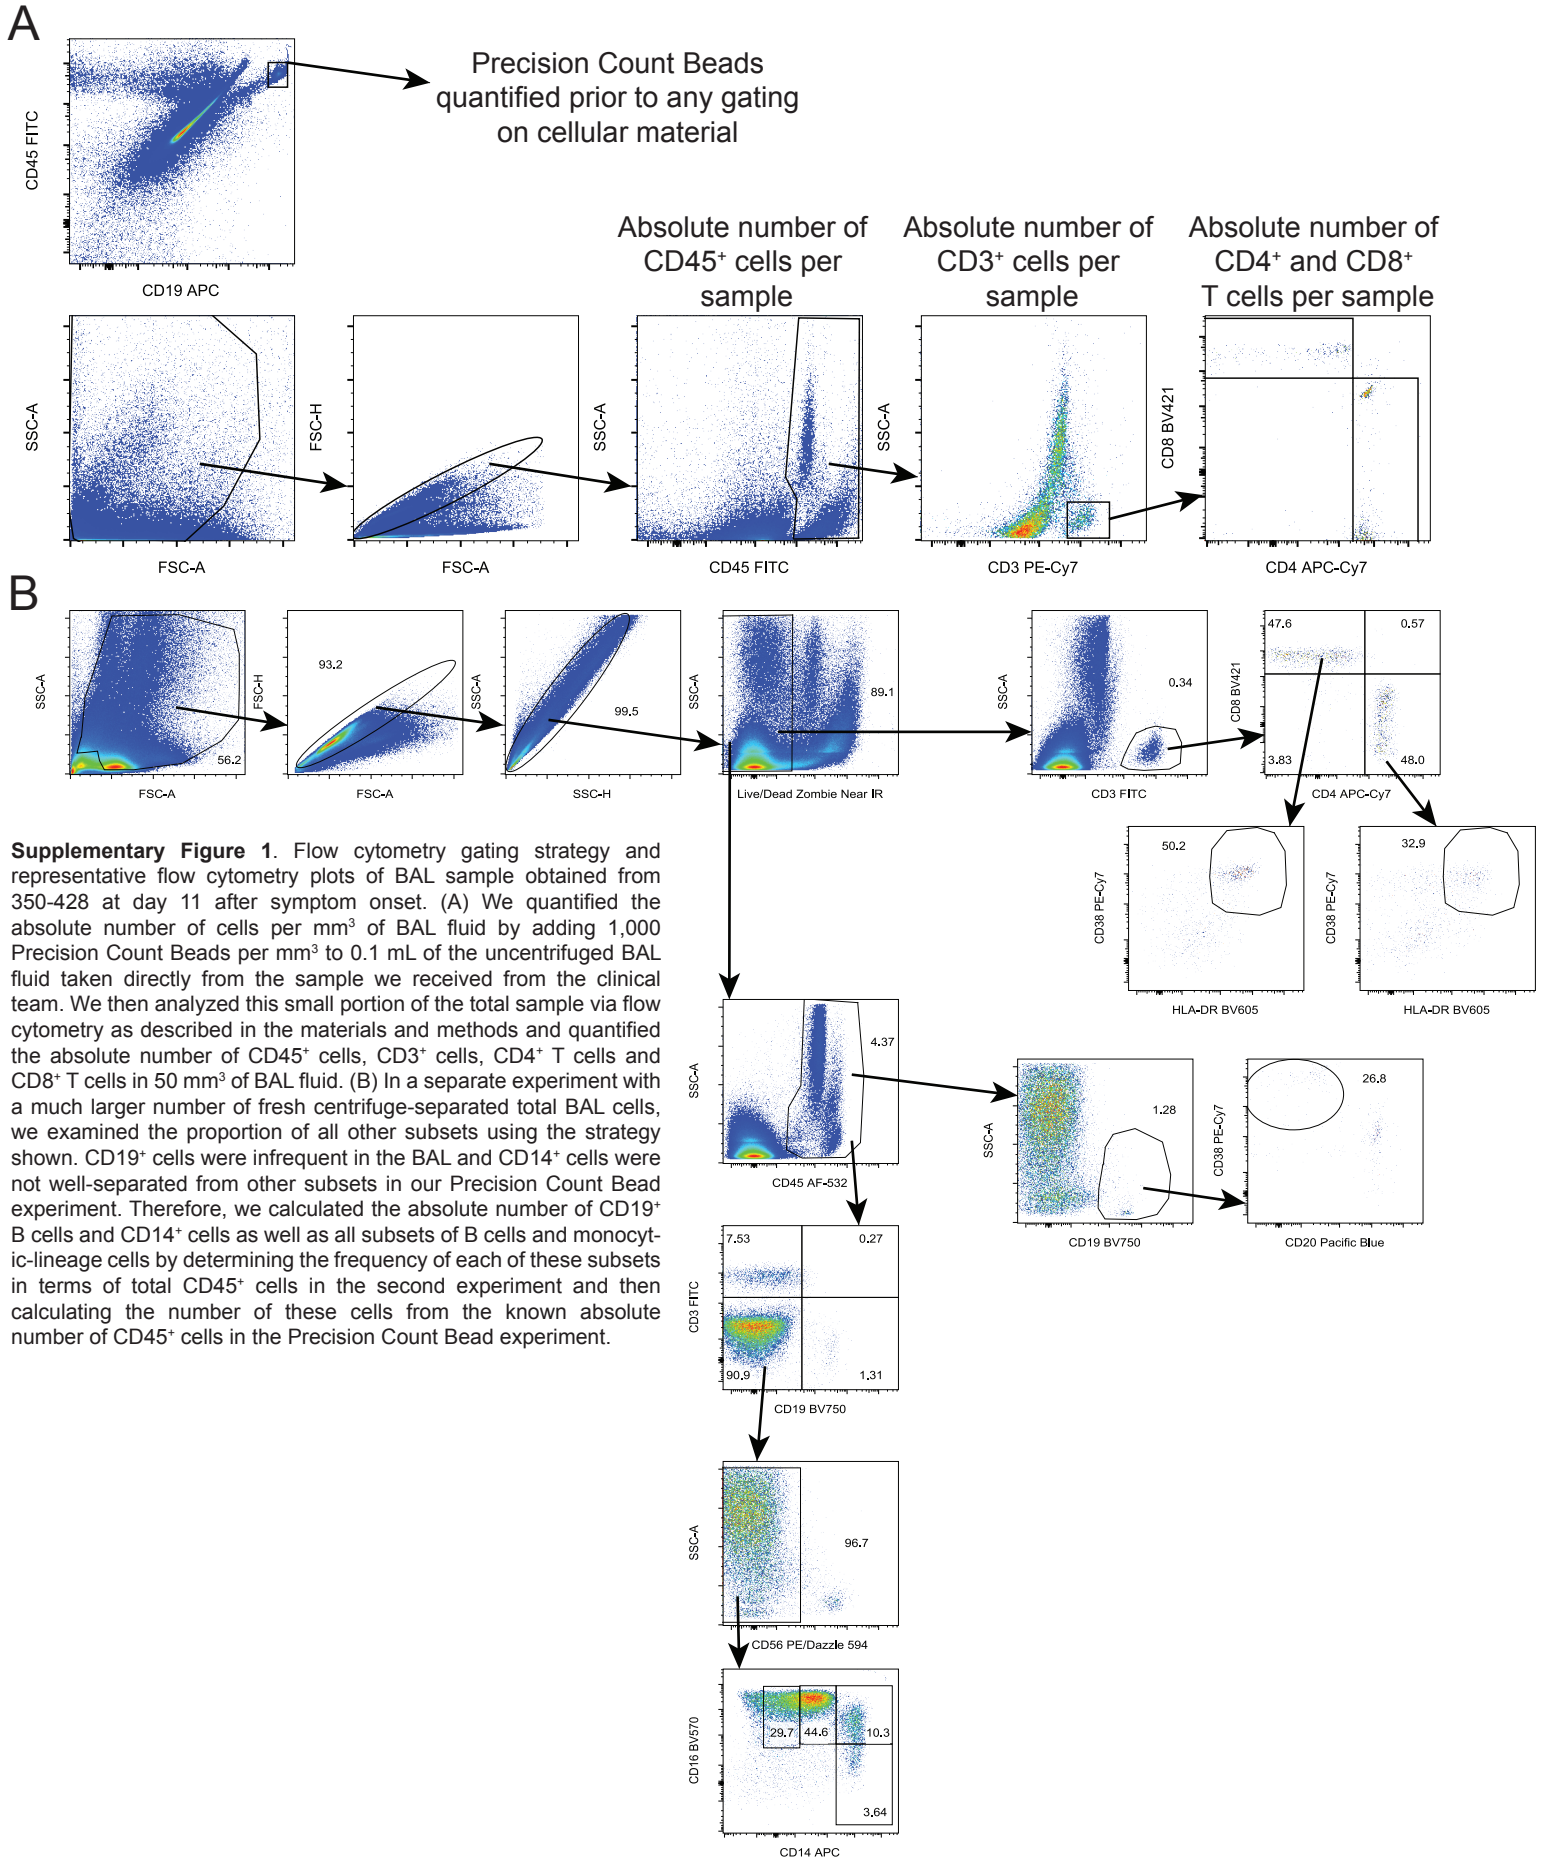 A
CD45 FITC
CD19 APC
Precision Count Beads
quantified prior to any gating
on cellular material
Absolute number of
CD45⁺ cells per
sample
Absolute number of
CD3⁺ cells per
sample
Absolute number of
CD4⁺ and CD8⁺
T cells per sample
SSC-A
FSC-A
FSC-H
FSC-A
SSC-A
CD45 FITC
SSC-A
CD3 PE-Cy7
CD8 BV421
CD4 APC-Cy7
B
SSC-A
56.2
FSC-A
FSC-H
93.2
FSC-A
SSC-A
99.5
SSC-H
SSC-A
89.1
Live/Dead Zombie Near IR
SSC-A
0.34
CD3 FITC
CD8 BV421
47.6
0.57
3.83
48.0
CD4 APC-Cy7
CD38 PE-Cy7
50.2
HLA-DR BV605
CD38 PE-Cy7
32.9
HLA-DR BV605
Supplementary Figure 1. Flow cytometry gating strategy and
representative flow cytometry plots of BAL sample obtained from
350-428 at day 11 after symptom onset. (A) We quantified the
absolute number of cells per mm³ of BAL fluid by adding 1,000
Precision Count Beads per mm³ to 0.1 mL of the uncentrifuged BAL
fluid taken directly from the sample we received from the clinical
team. We then analyzed this small portion of the total sample via flow
cytometry as described in the materials and methods and quantified
the absolute number of CD45⁺ cells, CD3⁺ cells, CD4⁺ T cells and
CD8⁺ T cells in 50 mm³ of BAL fluid. (B) In a separate experiment with
a much larger number of fresh centrifuge-separated total BAL cells,
we examined the proportion of all other subsets using the strategy
shown. CD19⁺ cells were infrequent in the BAL and CD14⁺ cells were
not well-separated from other subsets in our Precision Count Bead
experiment. Therefore, we calculated the absolute number of CD19⁺
B cells and CD14⁺ cells as well as all subsets of B cells and monocyt-
ic-lineage cells by determining the frequency of each of these subsets
in terms of total CD45⁺ cells in the second experiment and then
calculating the number of these cells from the known absolute
number of CD45⁺ cells in the Precision Count Bead experiment.
SSC-A
4.37
CD45 AF-532
SSC-A
1.28
CD19 BV750
CD38 PE-Cy7
26.8
CD20 Pacific Blue
CD3 FITC
7.53
0.27
90.9
1.31
CD19 BV750
SSC-A
96.7
CD56 PE/Dazzle 594
CD16 BV570
29.7
44.6
10.3
3.64
CD14 APC